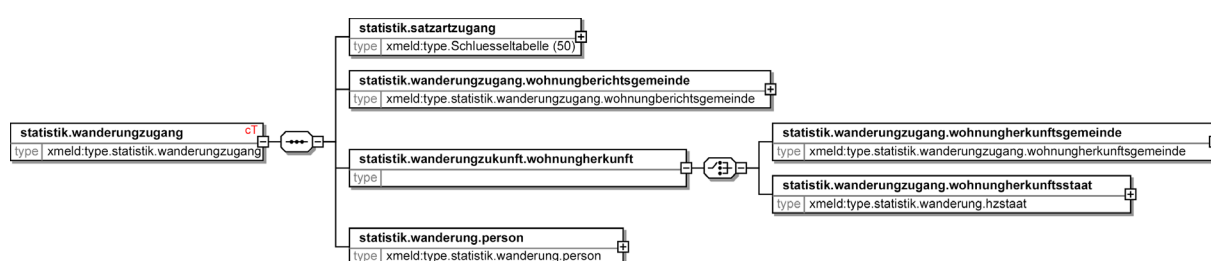 statistik.satzartzugang
type xmeld:type.Schluesseltabelle (50)
statistik.wanderungzugang.wohnungberichtsgemeinde
type xmeld:type.statistik.wanderungzugang.wohnungberichtsgemeinde
statistik.wanderungzugang cT
type xmeld:type.statistik.wanderungzugang
statistik.wanderungzukunft.wohnungherkunft
type
statistik.wanderungzugang.wohnungherkunftsgemeinde
type xmeld:type.statistik.wanderungzugang.wohnungherkunftsgemeinde
statistik.wanderungzugang.wohnungherkunftsstaat
type xmeld:type.statistik.wanderung.hzstaat
statistik.wanderung.person
type xmeld:type.statistik.wanderung.person